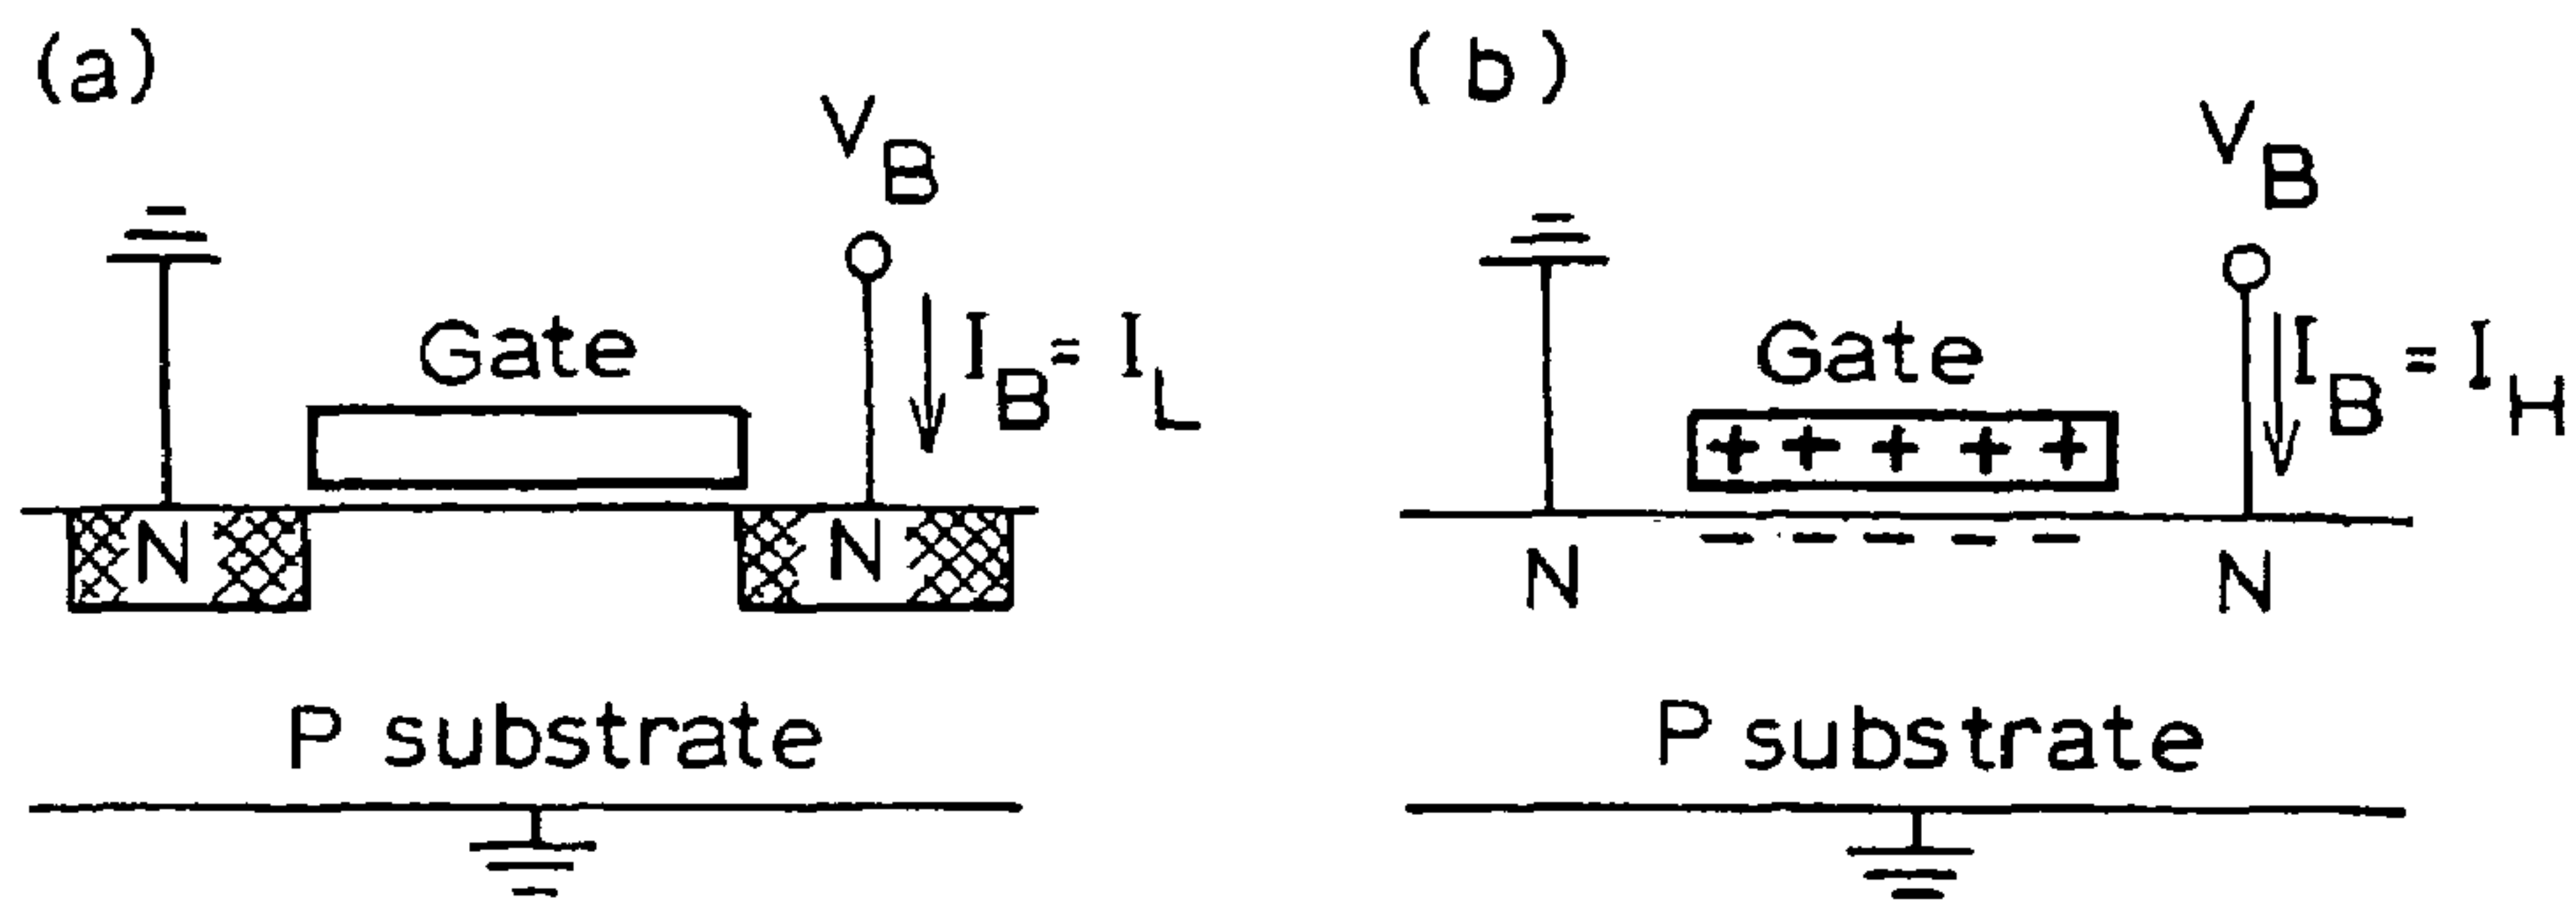 (a)
V_B
Gate
I_B = I_L
N
N
P substrate
(b)
V_B
Gate
+ + + + +
I_B = I_H
- - - - -
N
N
P substrate